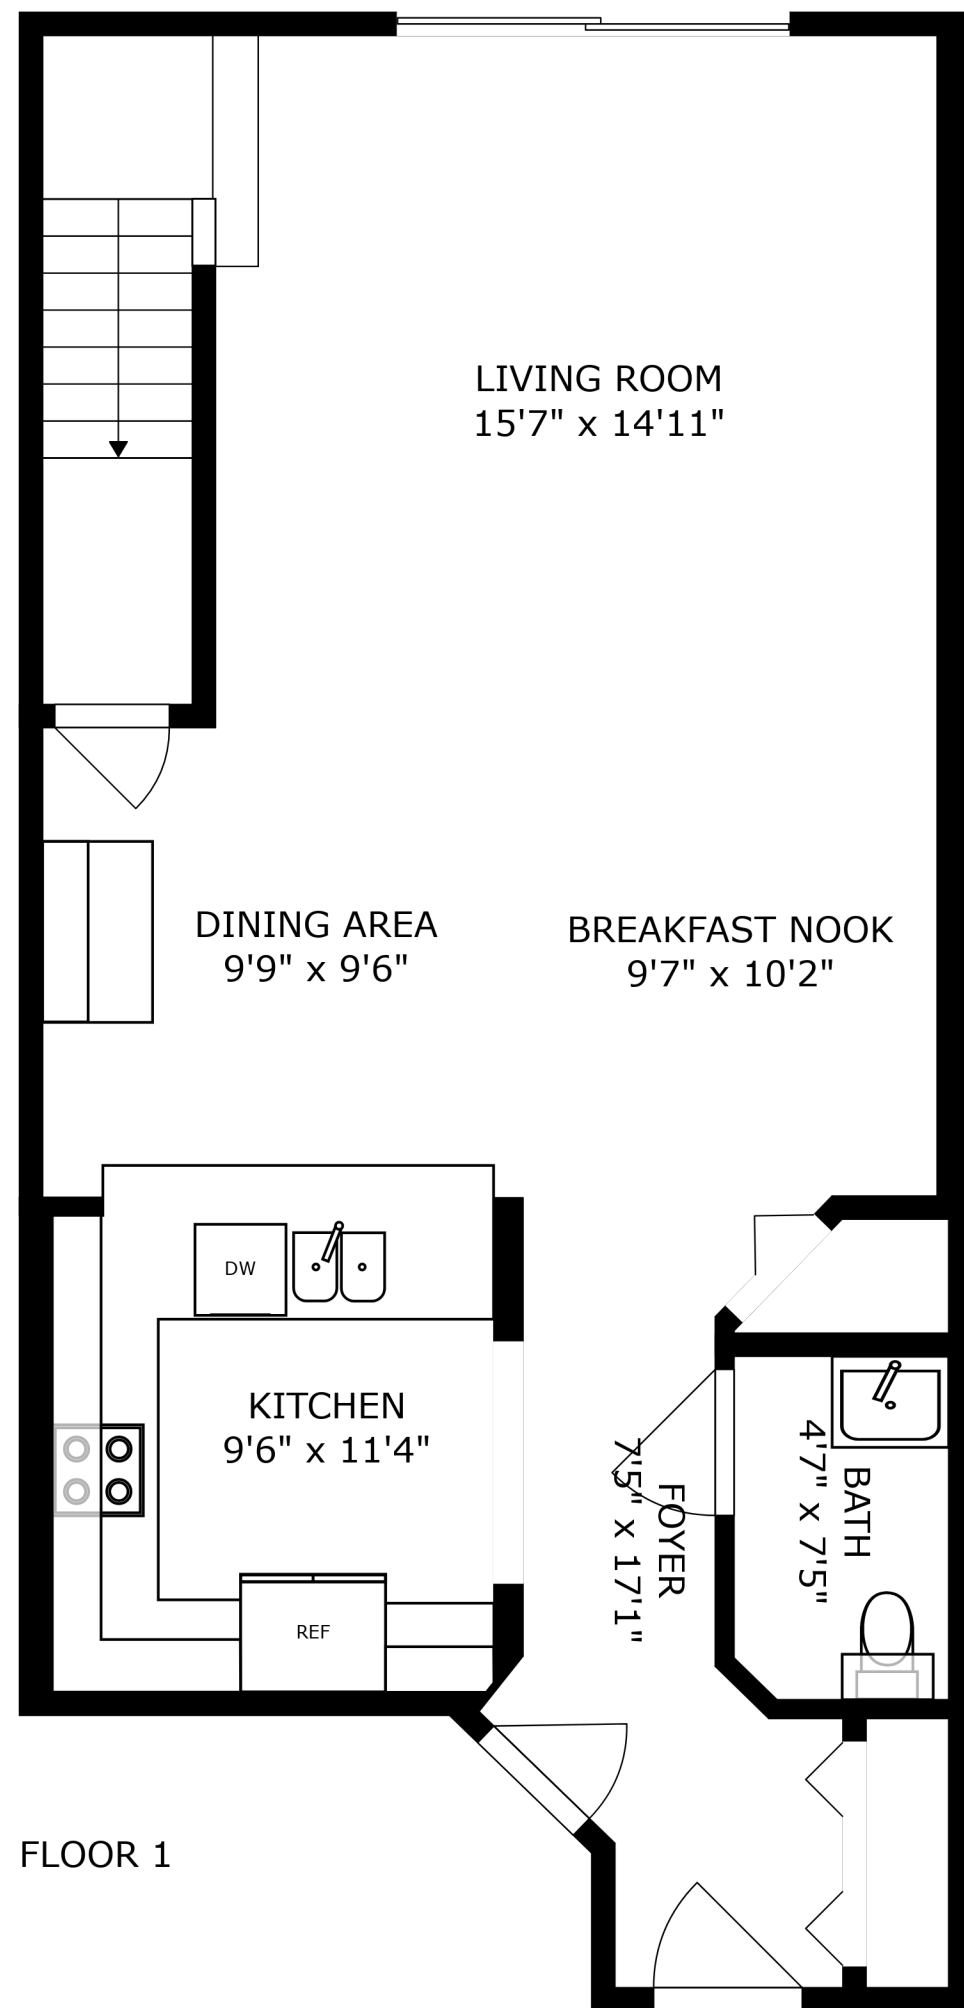 LIVING ROOM
15'7" x 14'11"
DINING AREA
9'9" x 9'6"
BREAKFAST NOOK
9'7" x 10'2"
DW
KITCHEN
9'6" x 11'4"
REF
FOYER
7'5" x 17'1"
BATH
4'7" x 7'5"
FLOOR 1